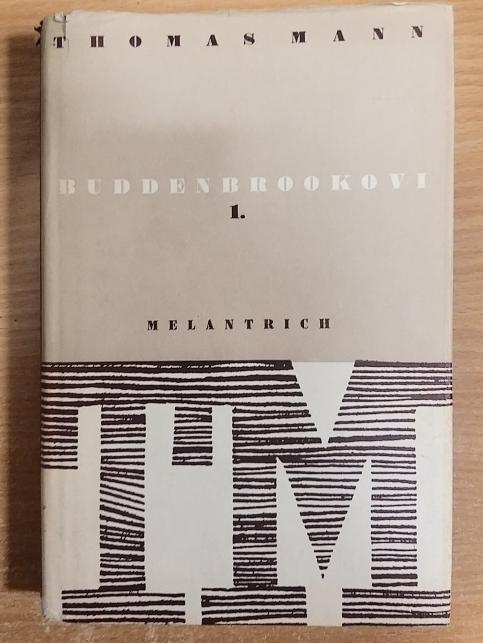 THOMAS MANN
BUDDENBROOKOVI
1.
MELANTRICH
TM